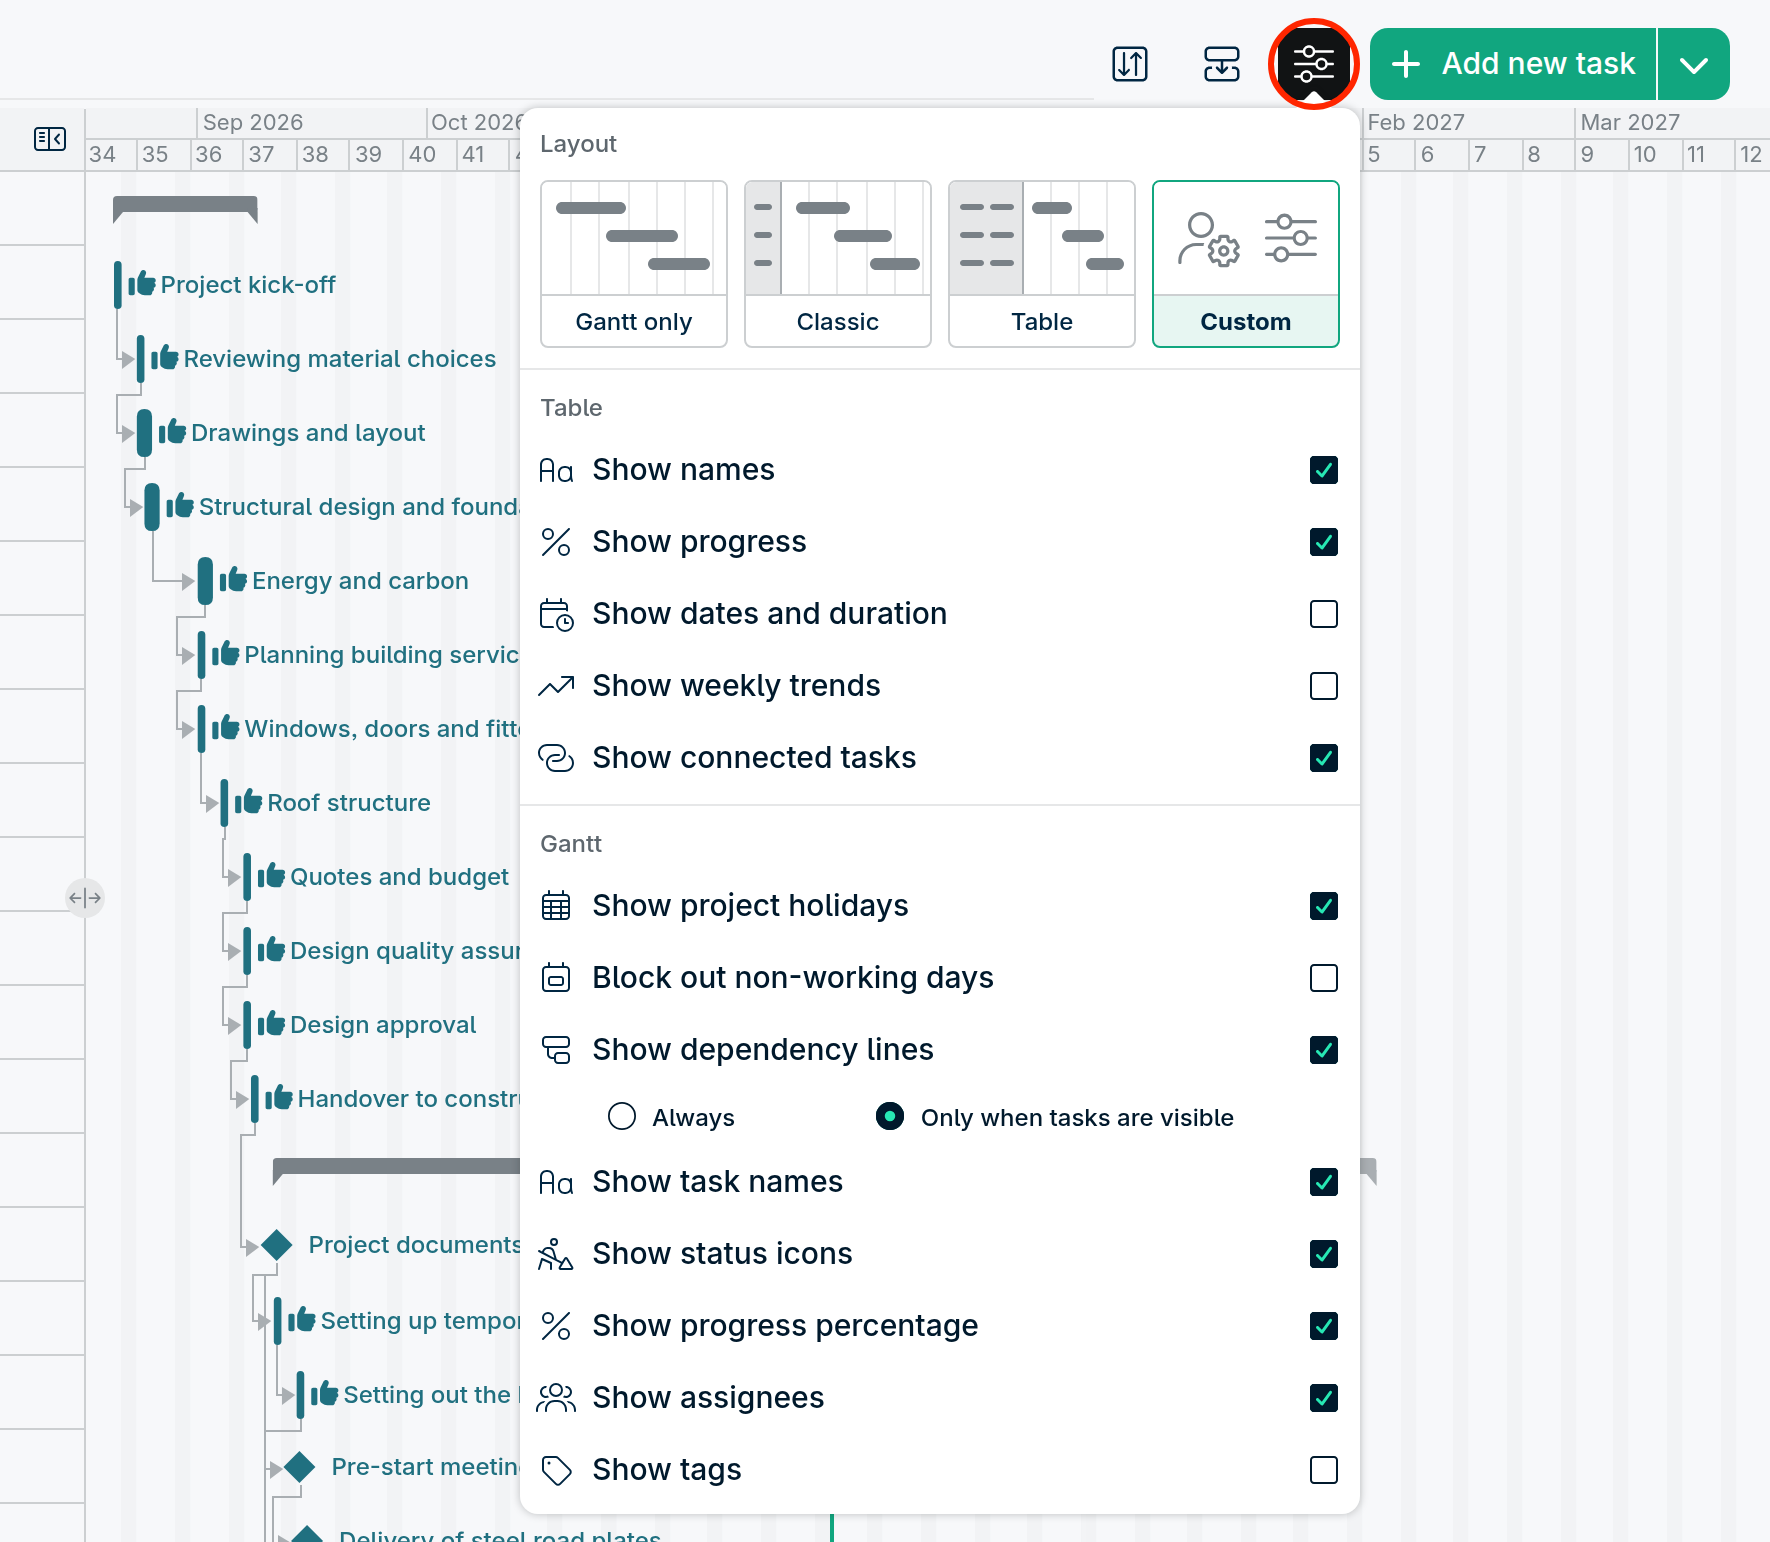 Add new task
Sep 2026
Oct 2026
Feb 2027
Mar 2027
34 35 36 37 38 39 40 41
5 6 7 8 9 10 11 12
Layout
Gantt only
Classic
Table
Custom
Table
Show names
Show progress
Show dates and duration
Show weekly trends
Show connected tasks
Gantt
Show project holidays
Block out non-working days
Show dependency lines
Always
Only when tasks are visible
Show task names
Show status icons
Show progress percentage
Show assignees
Show tags
Project kick-off
Reviewing material choices
Drawings and layout
Structural design and found
Energy and carbon
Planning building servic
Windows, doors and fitt
Roof structure
Quotes and budget
Design quality assur
Design approval
Handover to constr
Project documents
Setting up tempor
Setting out the
Pre-start meetin
Delivery of steel road plates